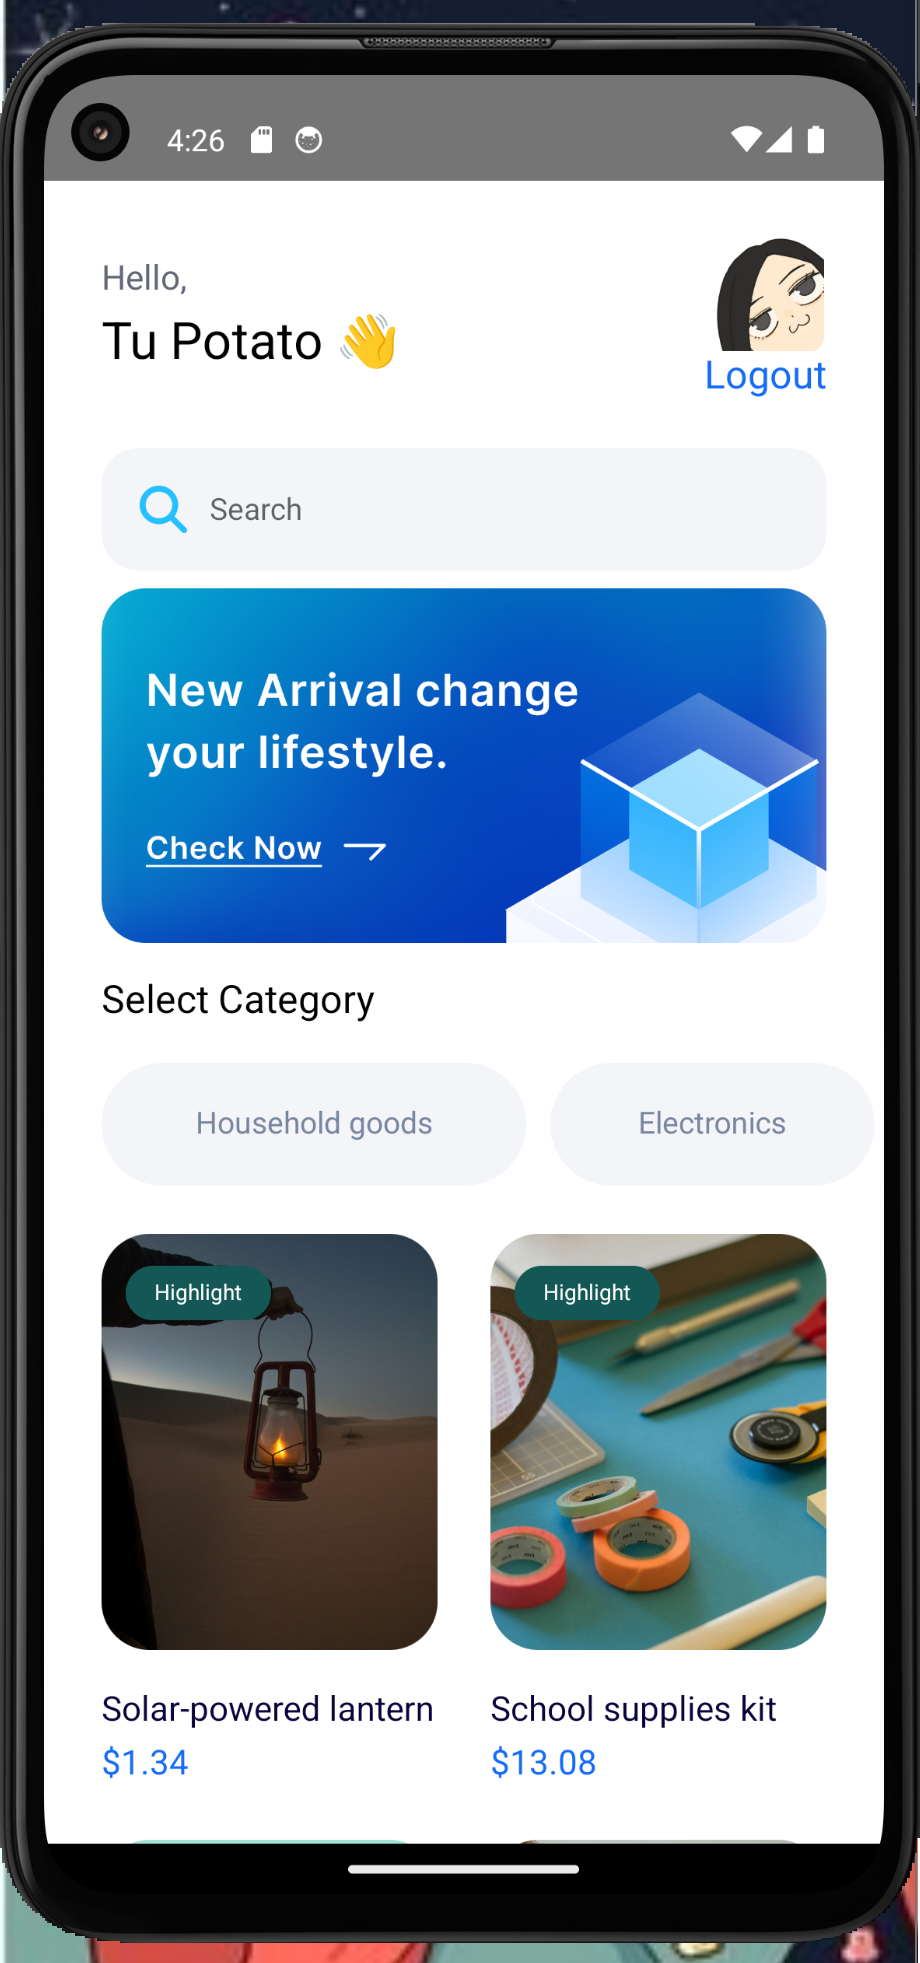 4:26
Hello,
Tu Potato 👋
Logout
Search
New Arrival change
your lifestyle.
Check Now
Select Category
Household goods
Electronics
Highlight
Highlight
Solar-powered lantern
School supplies kit
$1.34
$13.08